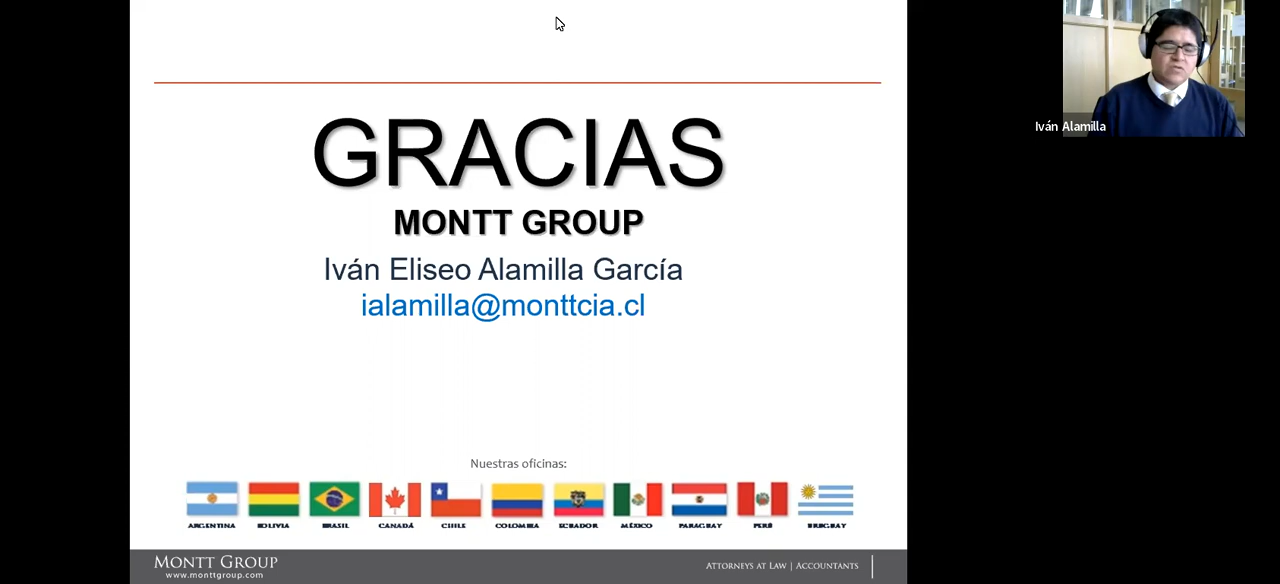 GRACIAS
MONTT GROUP
Iván Eliseo Alamilla García
ialamilla@monttcia.cl
Iván Alamilla
Nuestras oficinas:
ARGENTINA BOLIVIA BRASIL CANADÁ CHILE COLOMBIA ECUADOR MÉXICO PARAGUAY PERÚ URUGUAY
MONTT GROUP
www.monttgroup.com
ATTORNEYS AT LAW | ACCOUNTANTS